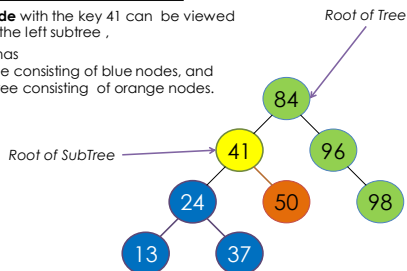 de with the key 41 can be viewed
the left subtree ,
has
e consisting of blue nodes, and
ee consisting of orange nodes.
Root of Tree
84
Root of SubTree
41
96
24
50
98
13
37